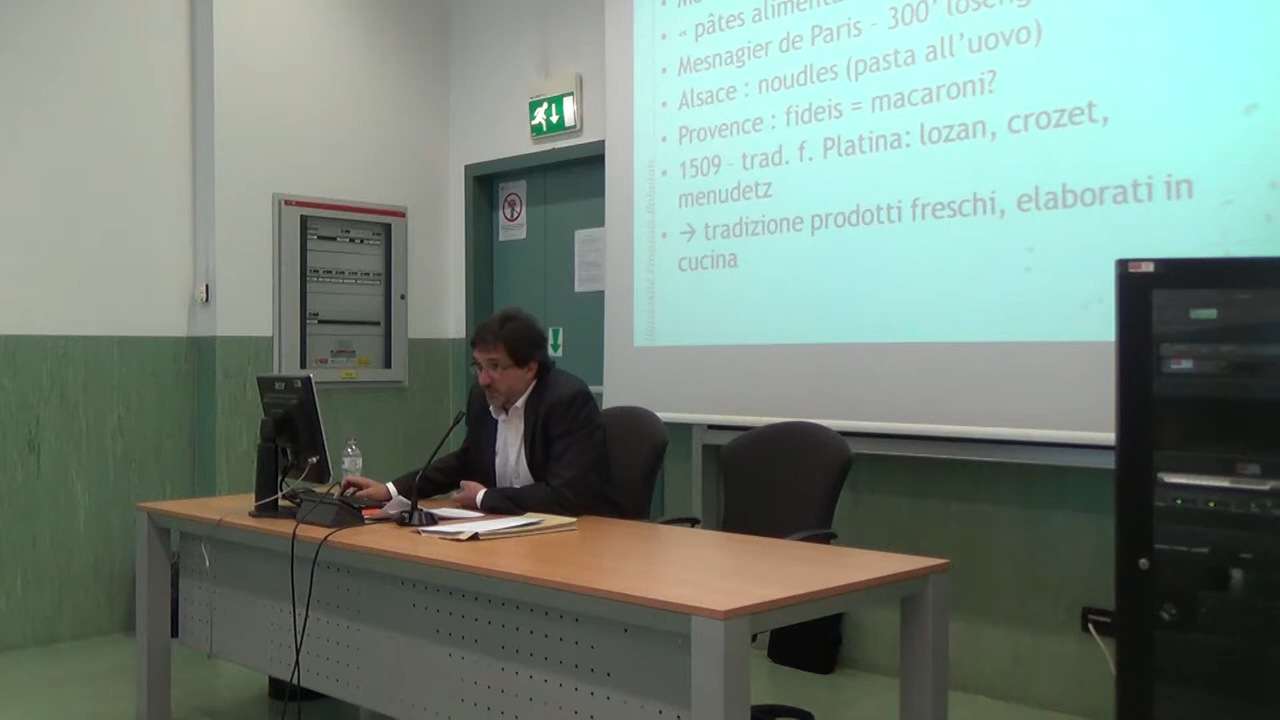 « pâtes alimenta
Mesnagier de Paris - 300' loseng
Alsace : noudles (pasta all'uovo)
Provence : fideis = macaroni?
1509 - trad. f. Platina: lozan, crozet,
menudetz
→ tradizione prodotti freschi, elaborati in
cucina